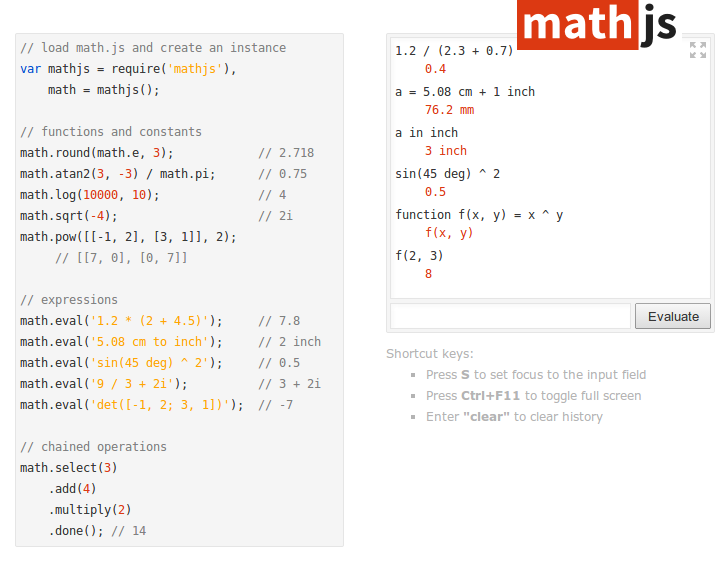 mathjs
// load math.js and create an instance
var mathjs = require('mathjs'),
    math = mathjs();
// functions and constants
math.round(math.e, 3);            // 2.718
math.atan2(3, -3) / math.pi;      // 0.75
math.log(10000, 10);              // 4
math.sqrt(-4);                    // 2i
math.pow([[-1, 2], [3, 1]], 2);
     // [[7, 0], [0, 7]]
// expressions
math.eval('1.2 * (2 + 4.5)');     // 7.8
math.eval('5.08 cm to inch');     // 2 inch
math.eval('sin(45 deg) ^ 2');     // 0.5
math.eval('9 / 3 + 2i');          // 3 + 2i
math.eval('det([-1, 2; 3, 1])');  // -7
// chained operations
math.select(3)
    .add(4)
    .multiply(2)
    .done(); // 14
1.2 / (2.3 + 0.7)
0.4
a = 5.08 cm + 1 inch
76.2 mm
a in inch
3 inch
sin(45 deg) ^ 2
0.5
function f(x, y) = x ^ y
f(x, y)
f(2, 3)
8
Evaluate
Shortcut keys:
Press S to set focus to the input field
Press Ctrl+F11 to toggle full screen
Enter "clear" to clear history